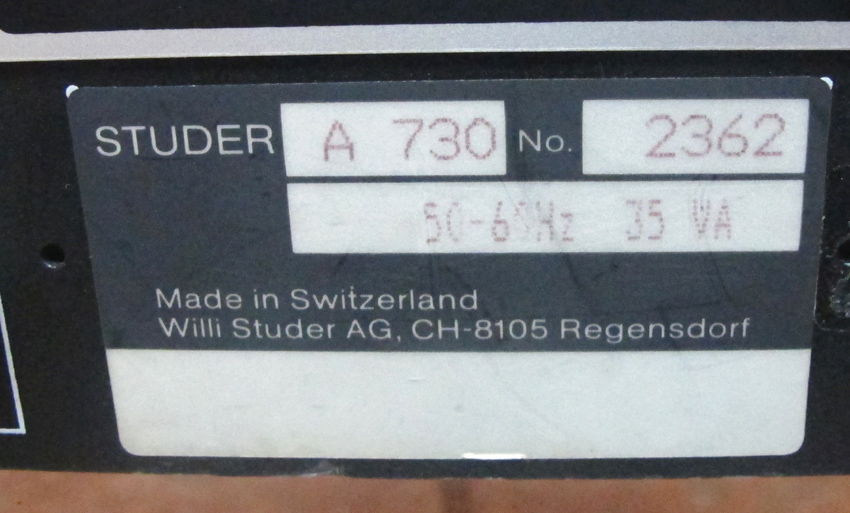 STUDER A 730 No. 2362
50-60Hz 35 VA
Made in Switzerland
Willi Studer AG, CH-8105 Regensdorf